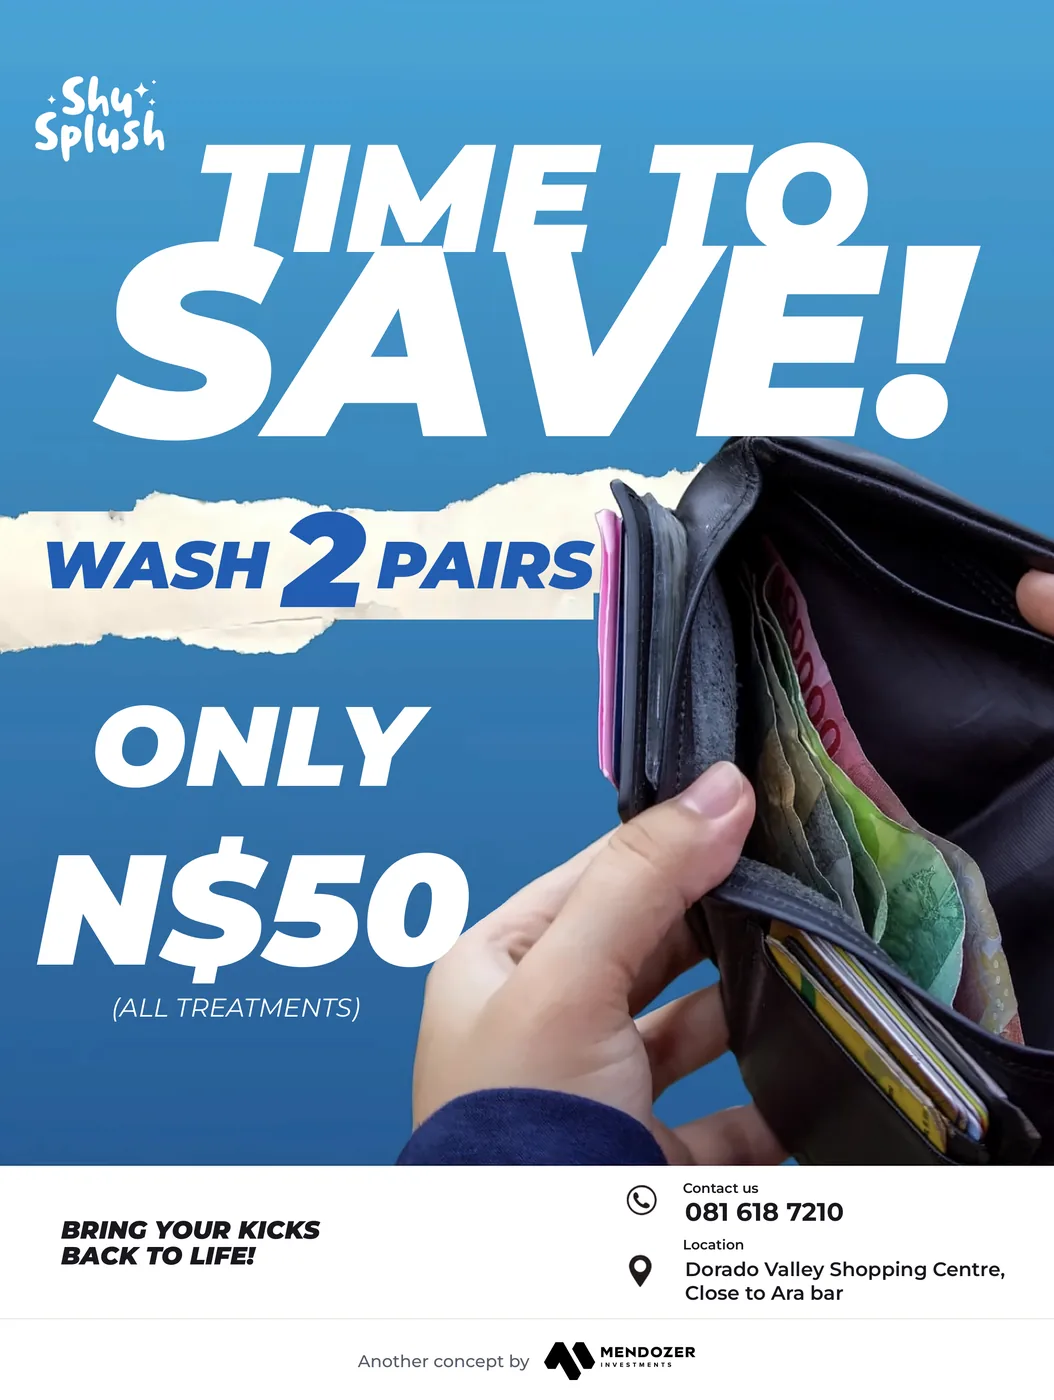 Shu
Splush
TIME TO
SAVE!
WASH 2 PAIRS
ONLY
N$50
(ALL TREATMENTS)
BRING YOUR KICKS
BACK TO LIFE!
Contact us
081 618 7210
Location
Dorado Valley Shopping Centre,
Close to Ara bar
Another concept by
MENDOZER
INVESTMENTS